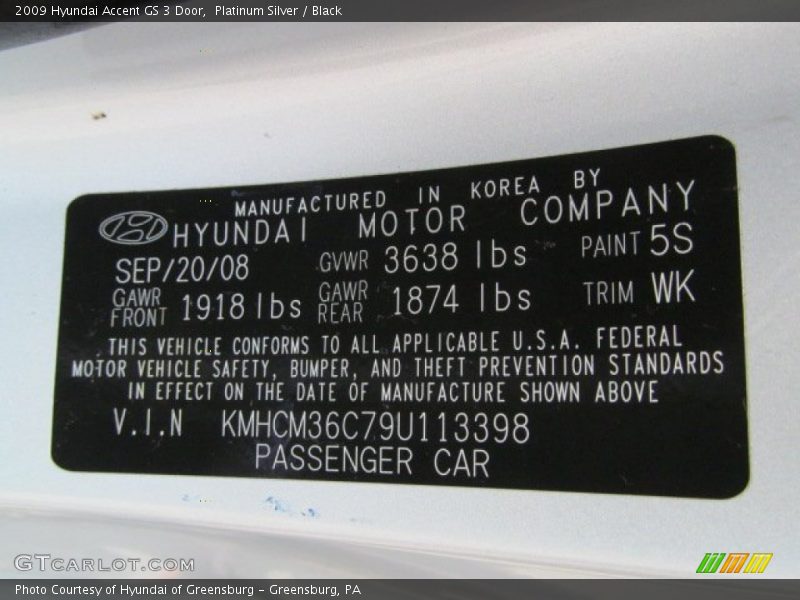 2009 Hyundai Accent GS 3 Door,  Platinum Silver / Black
MANUFACTURED IN KOREA BY
HYUNDAI MOTOR COMPANY
SEP/20/08 GVWR 3638 lbs PAINT 5S
GAWR FRONT 1918 lbs GAWR REAR 1874 lbs TRIM WK
THIS VEHICLE CONFORMS TO ALL APPLICABLE U.S.A. FEDERAL
MOTOR VEHICLE SAFETY, BUMPER, AND THEFT PREVENTION STANDARDS
IN EFFECT ON THE DATE OF MANUFACTURE SHOWN ABOVE
V.I.N KMHCM36C79U113398
PASSENGER CAR
GTCARLOT.COM
Photo Courtesy of Hyundai of Greensburg - Greensburg, PA